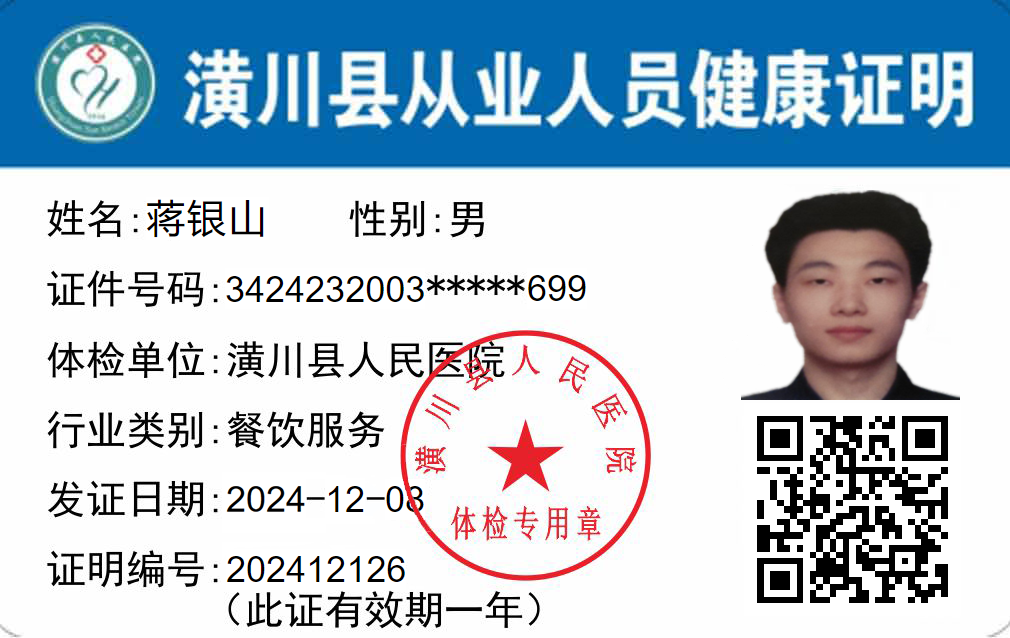 潢川县从业人员健康证明
姓名:蒋银山 性别:男
证件号码:3424232003*****699
体检单位:潢川县人民医院
行业类别:餐饮服务
发证日期:2024-12-08
证明编号:202412126
（此证有效期一年）
潢川县人民医院
体检专用章